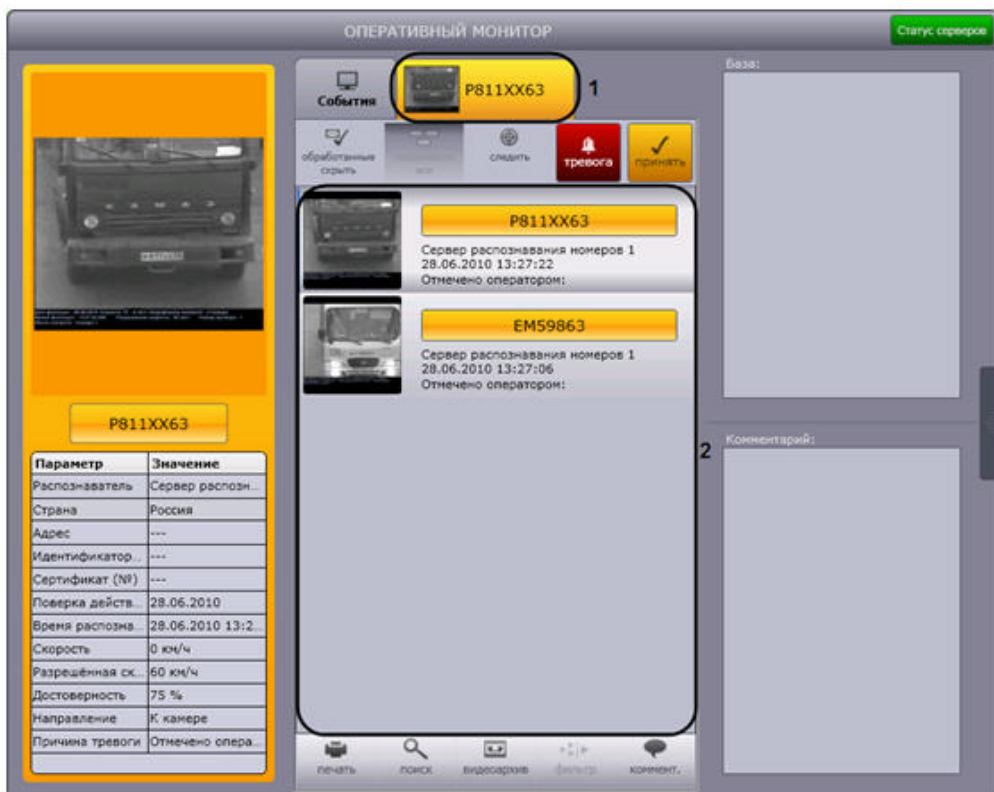 ОПЕРАТИВНЫЙ МОНИТОР
Статус серверов
События
P811XX63
1
База:
обработанные
скрыть
все
следить
тревога
принять
P811XX63
Сервер распознавания номеров 1
28.06.2010 13:27:22
Отмечено оператором:
EM59863
Сервер распознавания номеров 1
28.06.2010 13:27:06
Отмечено оператором:
P811XX63
Параметр Значение
Распознаватель Сервер распозн...
Страна Россия
Адрес ---
Идентификатор... ---
Сертификат (№) ---
Поверка действ... 28.06.2010
Время распозна... 28.06.2010 13:2...
Скорость 0 км/ч
Разрешённая ск... 60 км/ч
Достоверность 75 %
Направление К камере
Причина тревоги Отмечено опера...
2
Комментарий:
печать
поиск
видеоархив
фильтр
коммент.